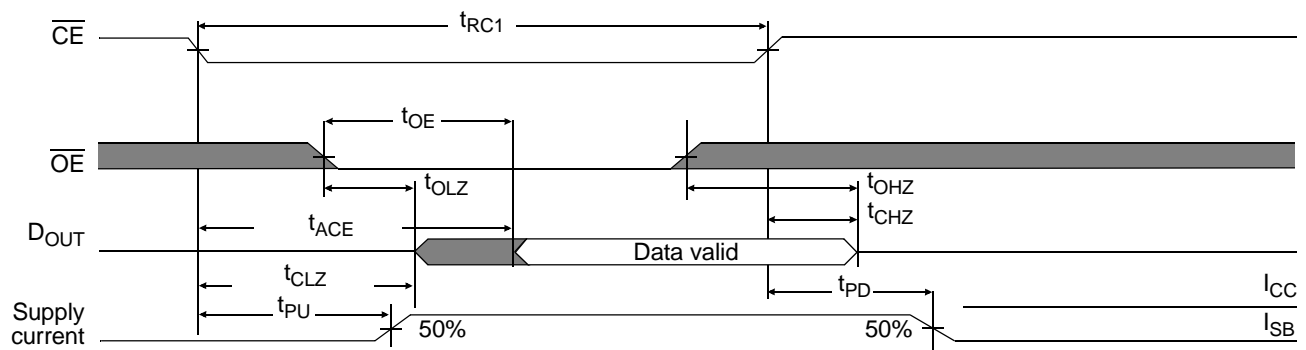 tRC1
CE
tOE
OE
tOLZ
tOHZ
tACE
tCHZ
DOUT
Data valid
tCLZ
tPD
ICC
tPU
Supply
current
50%
50%
ISB